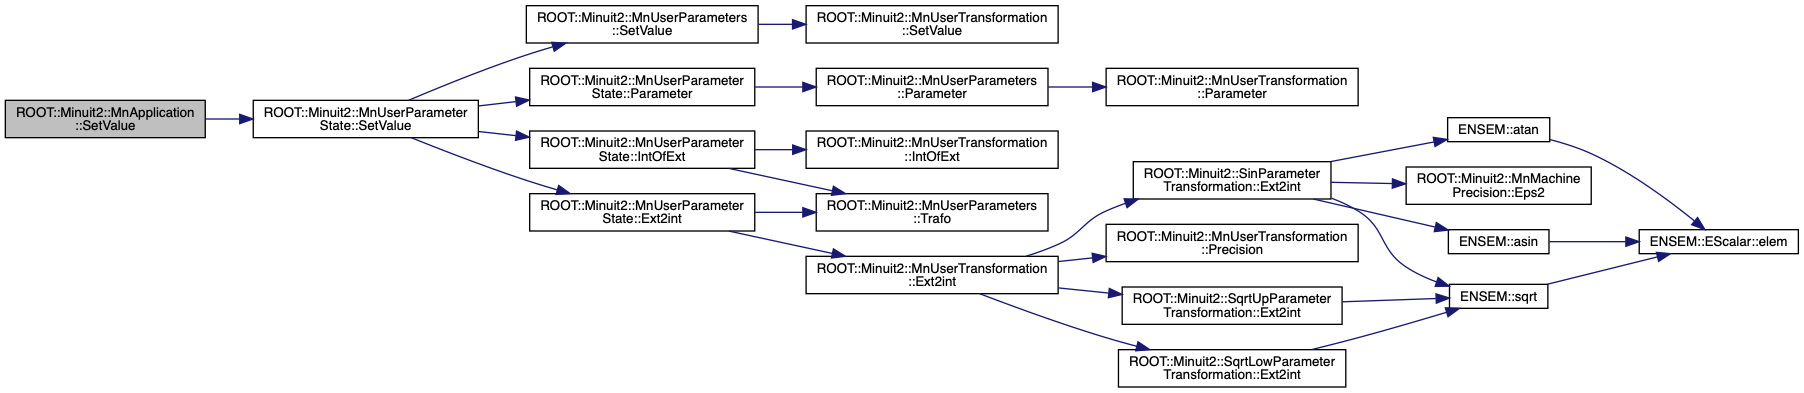 ROOT::Minuit2::MnApplication
::SetValue
ROOT::Minuit2::MnUserParameter
State::SetValue
ROOT::Minuit2::MnUserParameters
::SetValue
ROOT::Minuit2::MnUserTransformation
::SetValue
ROOT::Minuit2::MnUserParameter
State::Parameter
ROOT::Minuit2::MnUserParameters
::Parameter
ROOT::Minuit2::MnUserTransformation
::Parameter
ROOT::Minuit2::MnUserParameter
State::IntOfExt
ROOT::Minuit2::MnUserTransformation
::IntOfExt
ROOT::Minuit2::MnUserParameter
State::Ext2int
ROOT::Minuit2::MnUserParameters
::Trafo
ROOT::Minuit2::MnUserTransformation
::Ext2int
ROOT::Minuit2::SinParameter
Transformation::Ext2int
ROOT::Minuit2::MnUserTransformation
::Precision
ROOT::Minuit2::SqrtUpParameter
Transformation::Ext2int
ROOT::Minuit2::SqrtLowParameter
Transformation::Ext2int
ENSEM::atan
ROOT::Minuit2::MnMachine
Precision::Eps2
ENSEM::asin
ENSEM::sqrt
ENSEM::EScalar::elem